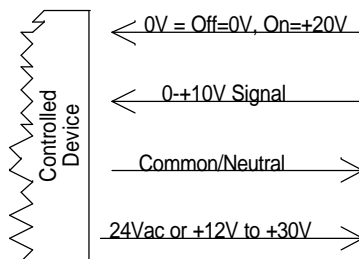 0V = Off=0V, On=+20V
0-+10V Signal
Controlled
Device
Common/Neutral
24Vac or +12V to +30V